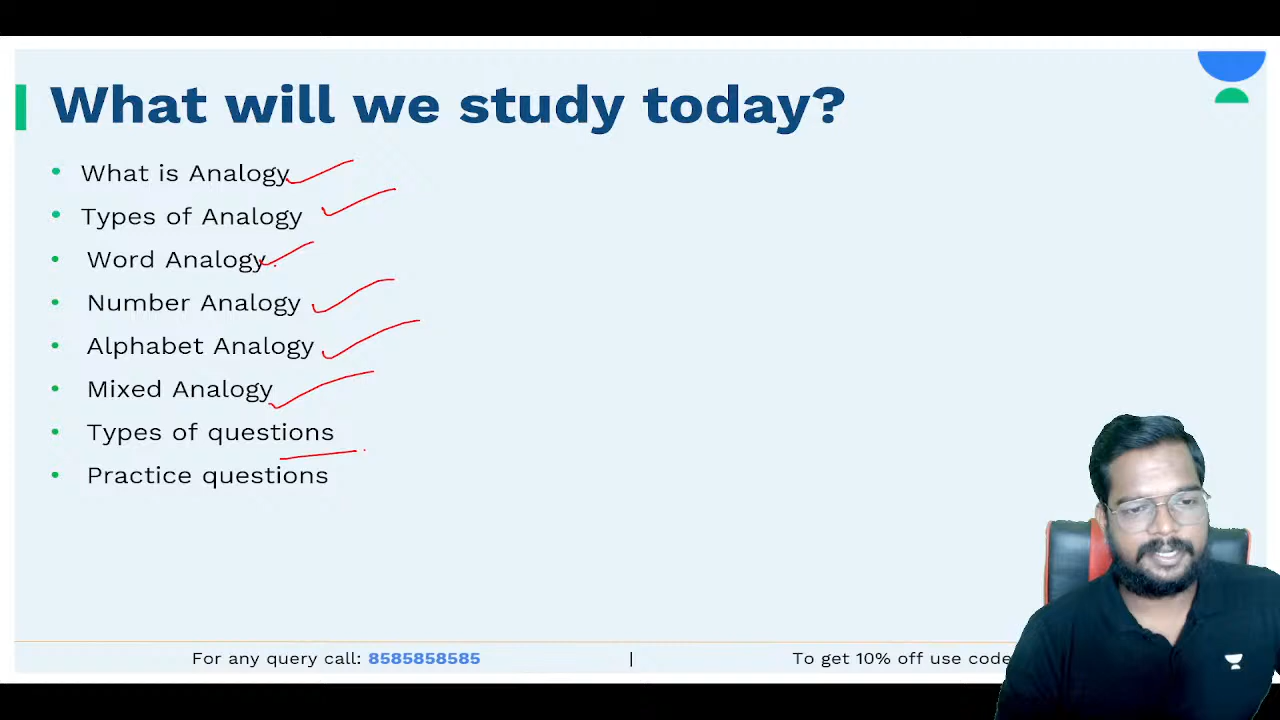 What will we study today?
• What is Analogy
• Types of Analogy
• Word Analogy
• Number Analogy
• Alphabet Analogy
• Mixed Analogy
• Types of questions
• Practice questions
For any query call: 8585858585 | To get 10% off use code